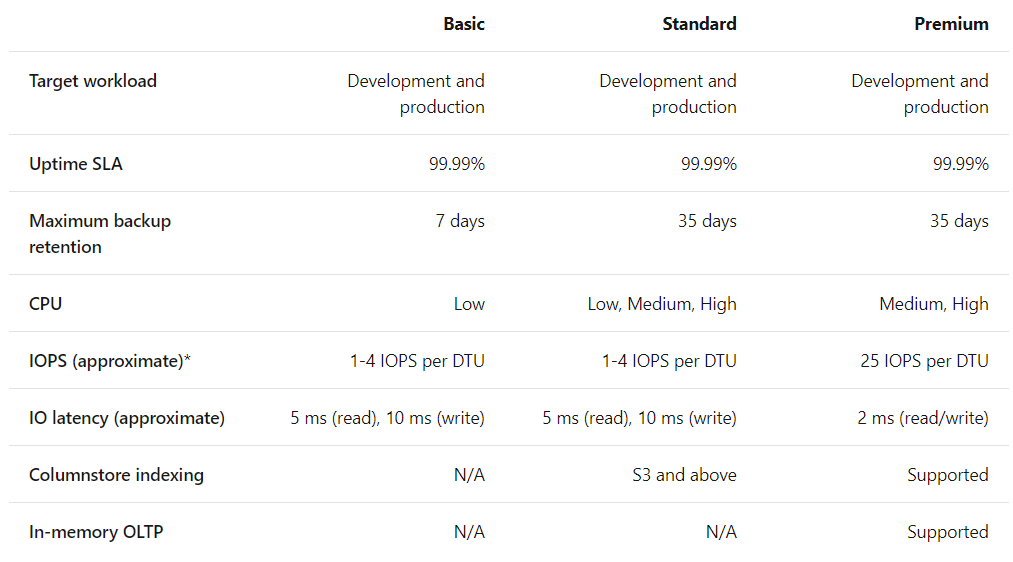 Basic Standard Premium
Target workload Development and production Development and production Development and production
Uptime SLA 99.99% 99.99% 99.99%
Maximum backup retention 7 days 35 days 35 days
CPU Low Low, Medium, High Medium, High
IOPS (approximate)* 1-4 IOPS per DTU 1-4 IOPS per DTU 25 IOPS per DTU
IO latency (approximate) 5 ms (read), 10 ms (write) 5 ms (read), 10 ms (write) 2 ms (read/write)
Columnstore indexing N/A S3 and above Supported
In-memory OLTP N/A N/A Supported